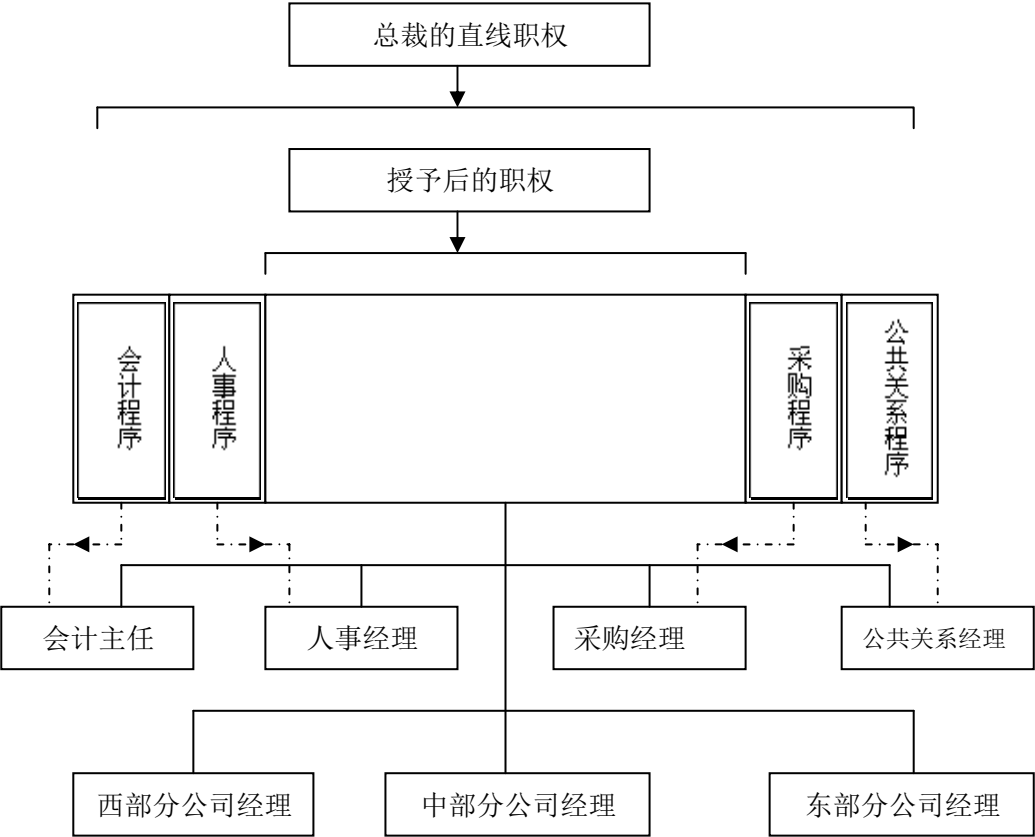 总裁的直线职权
授予后的职权
会计程序
人事程序
采购程序
公共关系程序
会计主任
人事经理
采购经理
公共关系经理
西部分公司经理
中部分公司经理
东部分公司经理